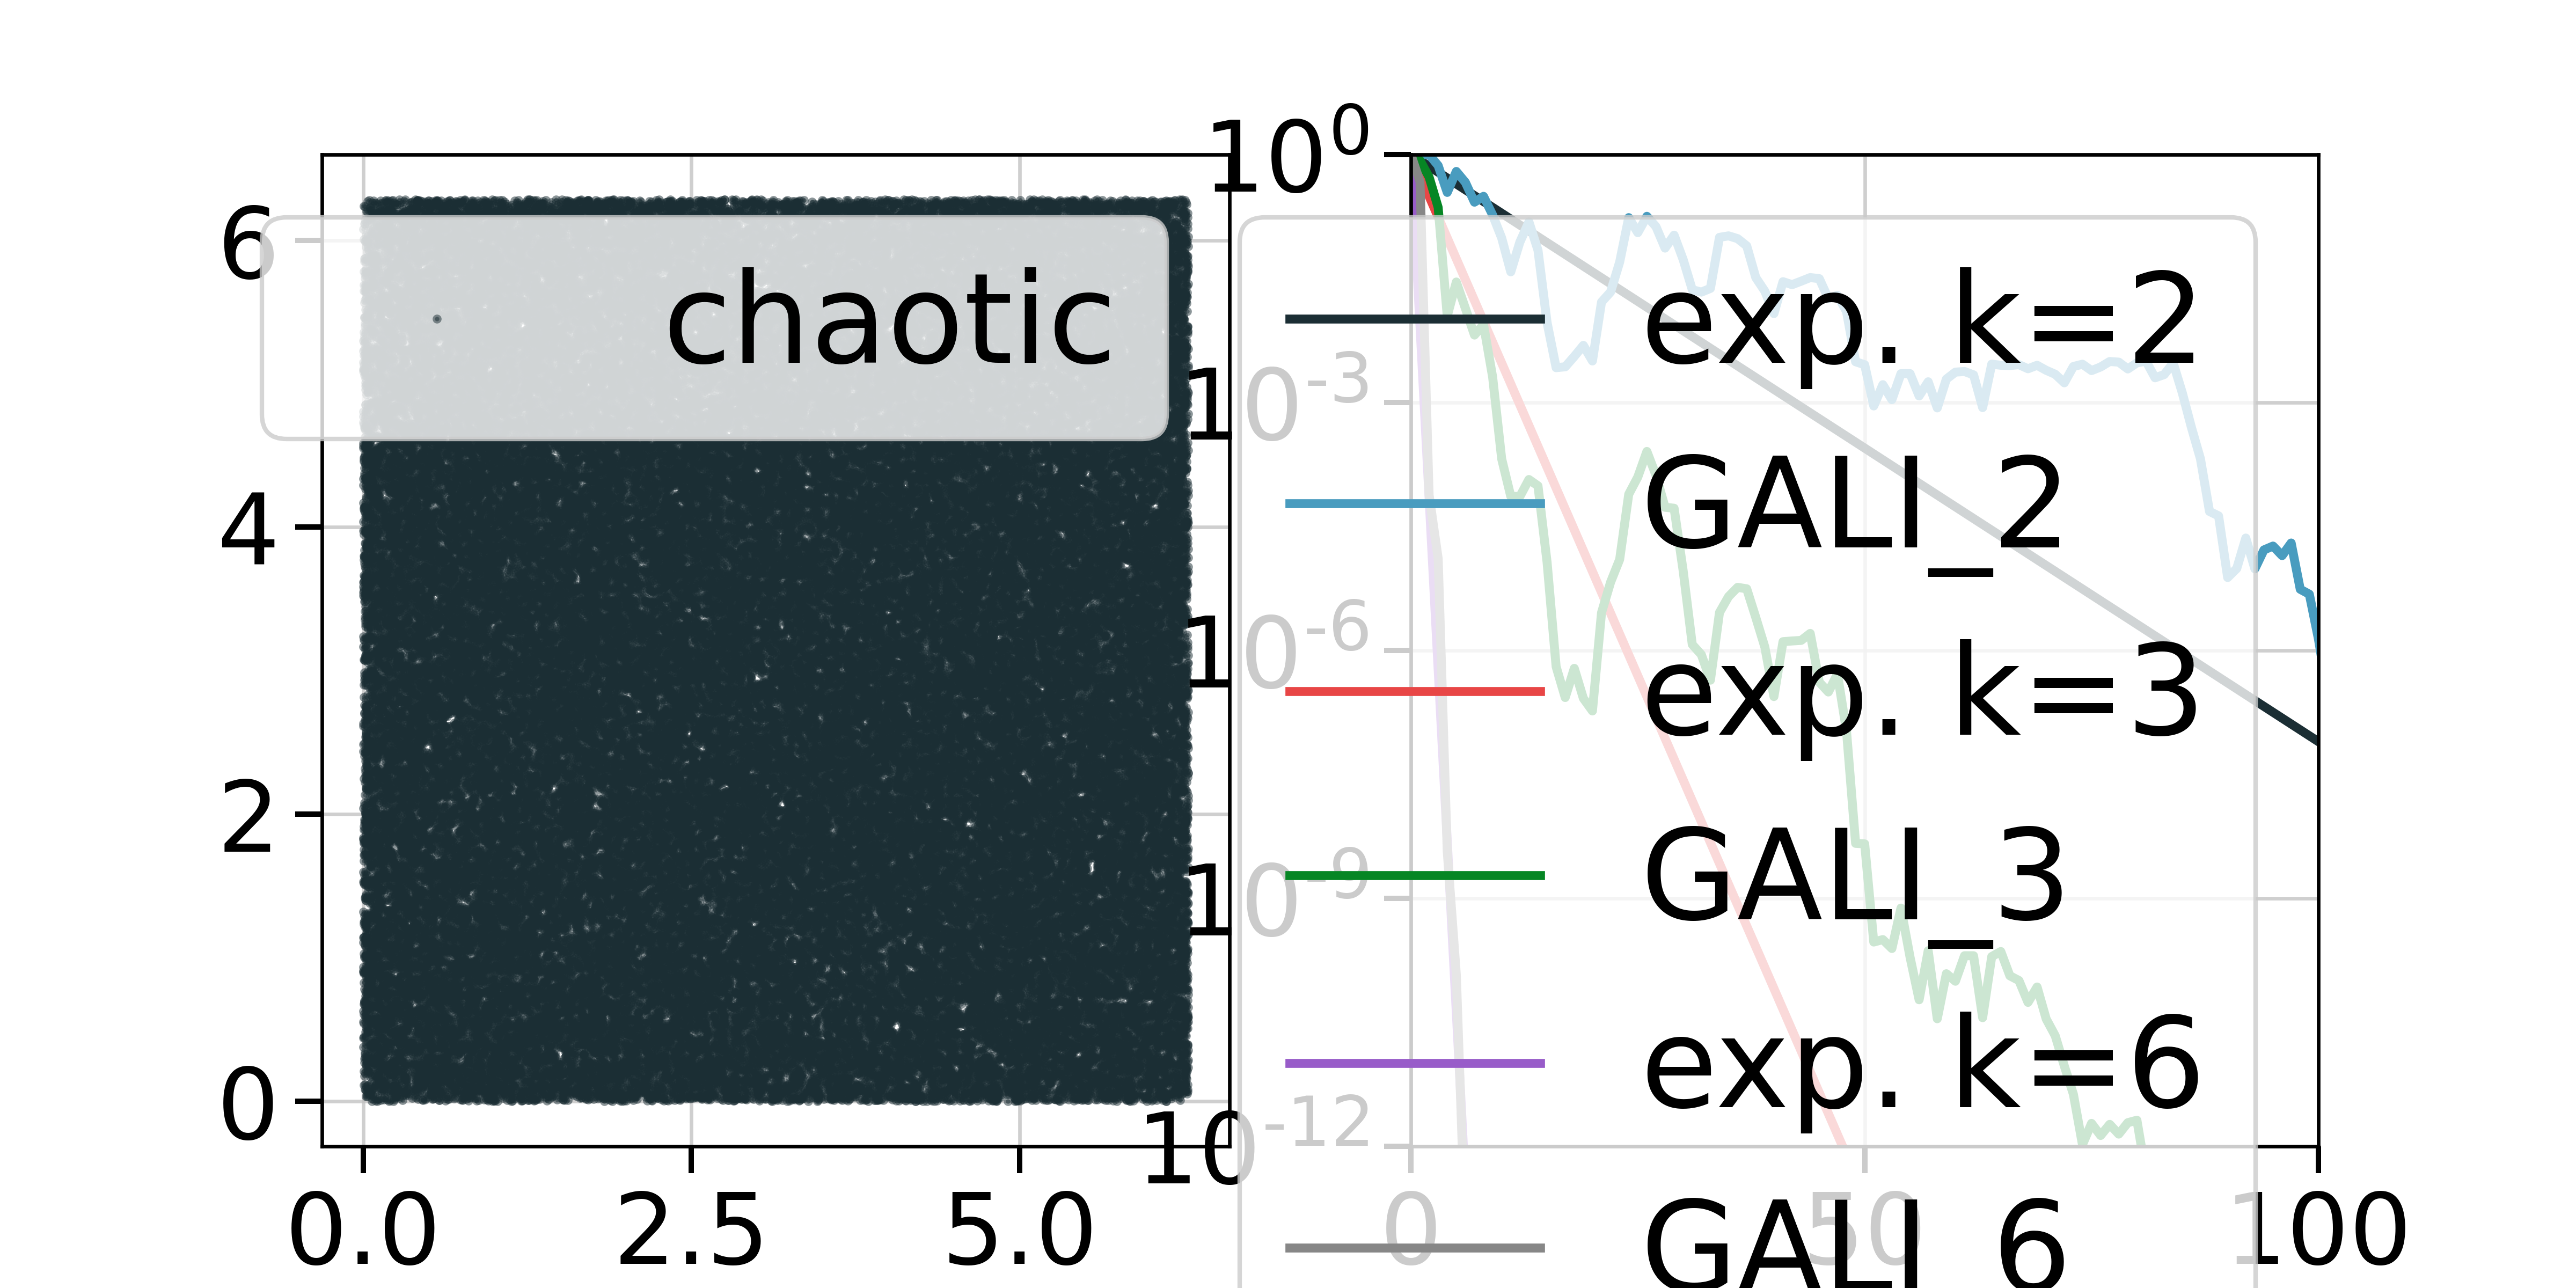 6
4
2
0
0.0 2.5 5.0
chaotic
10^0
10^-3
10^-6
10^-9
10^-12
0 50 100
exp. k=2
GALI_2
exp. k=3
GALI_3
exp. k=6
GALI_6